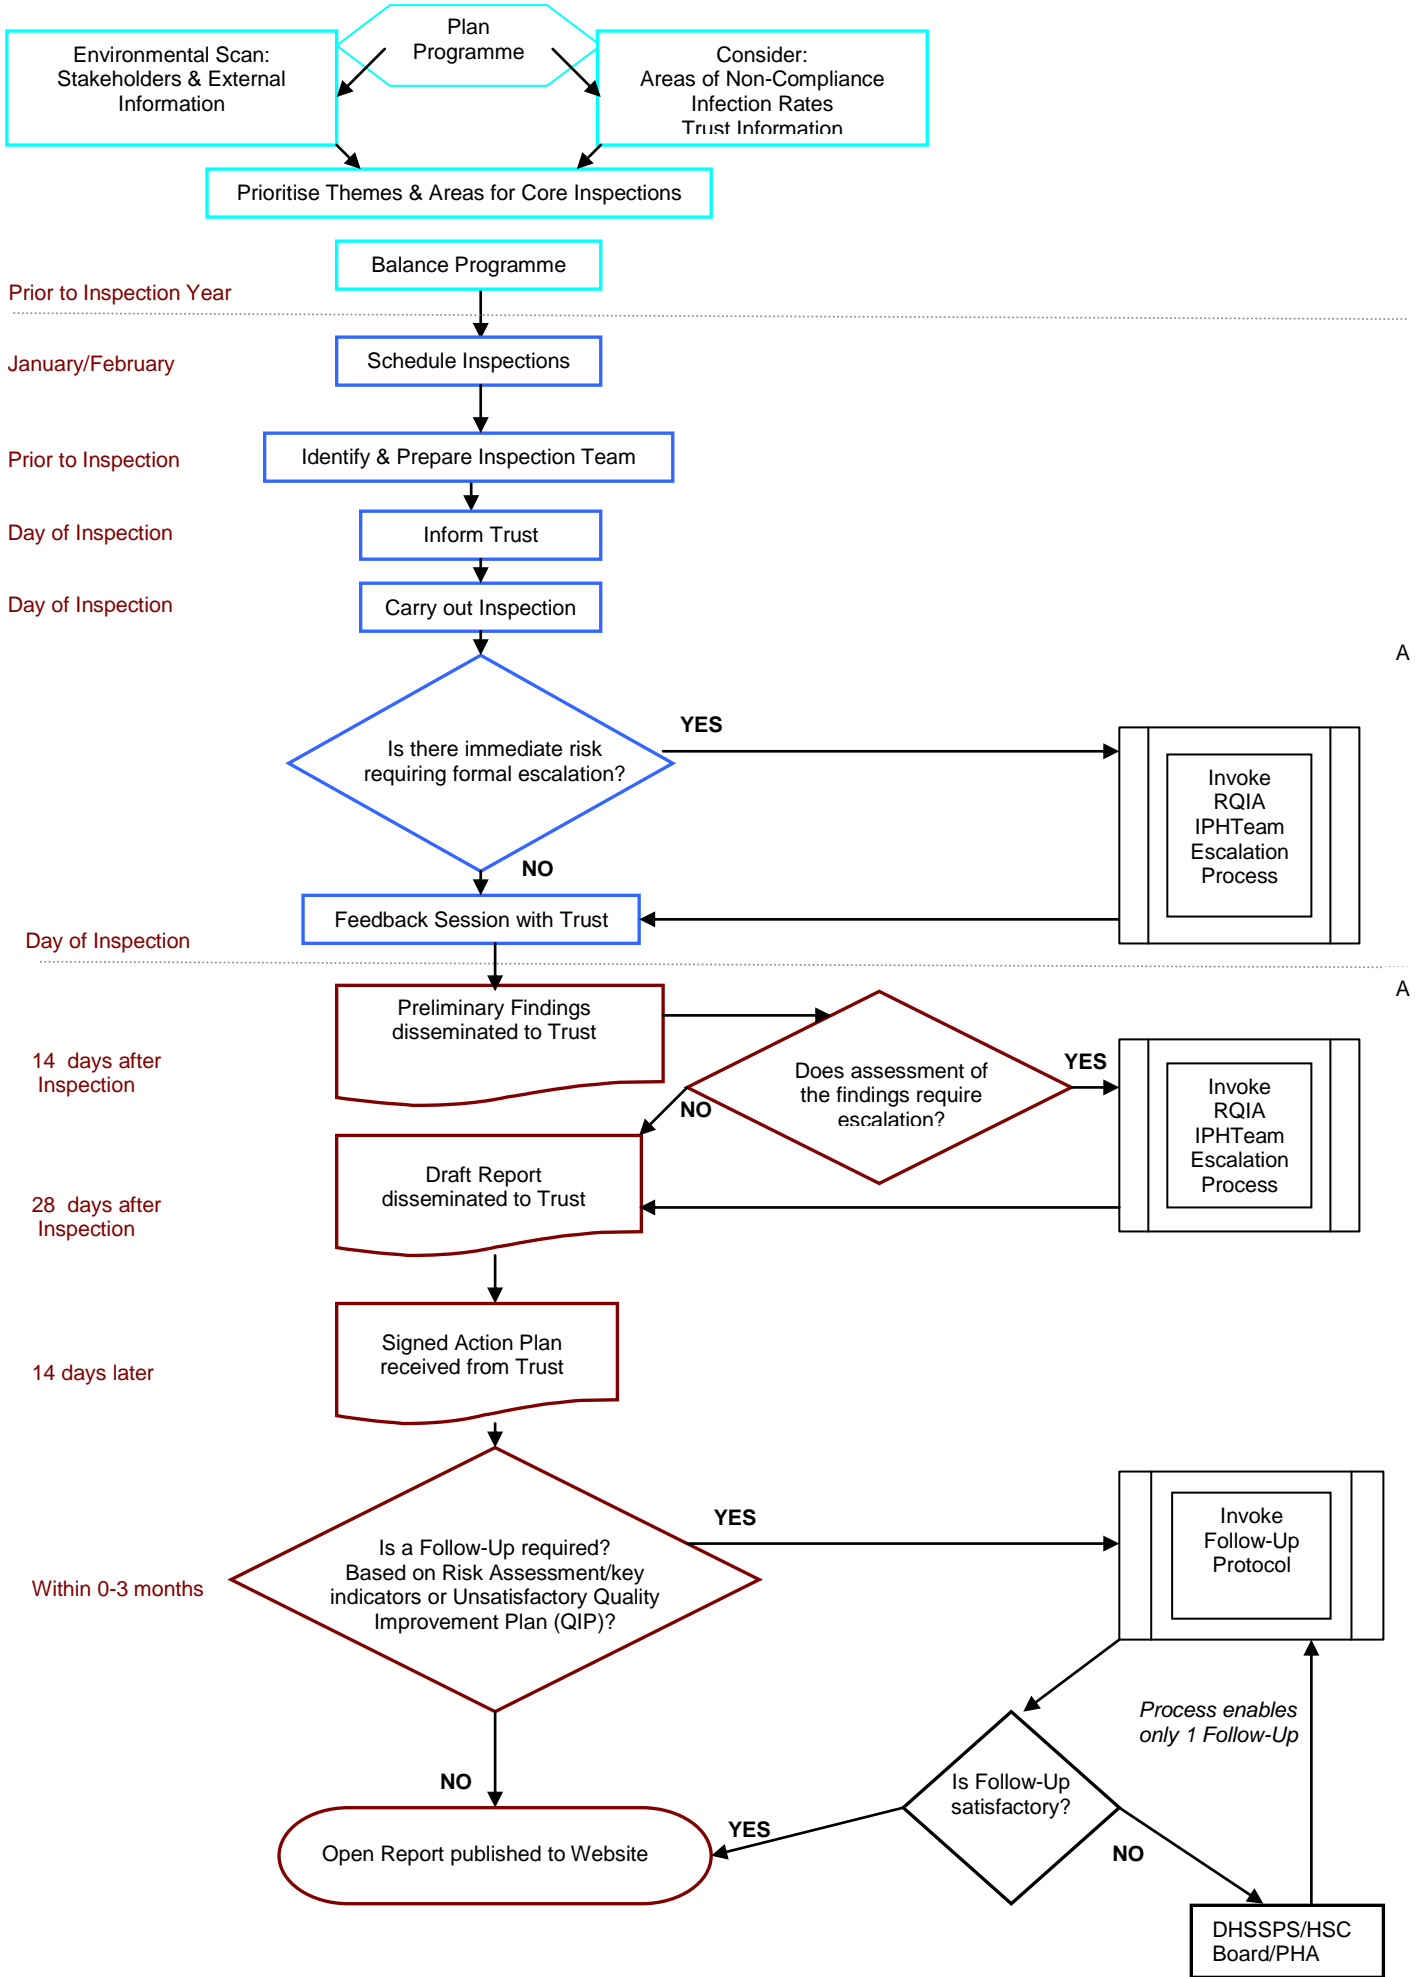 Plan
Programme
Environmental Scan:
Stakeholders & External
Information
Consider:
Areas of Non-Compliance
Infection Rates
Trust Information
Prioritise Themes & Areas for Core Inspections
Balance Programme
Prior to Inspection Year
January/February
Schedule Inspections
Prior to Inspection
Identify & Prepare Inspection Team
Day of Inspection
Inform Trust
Day of Inspection
Carry out Inspection
A
Is there immediate risk
requiring formal escalation?
YES
Invoke
RQIA
IPHTeam
Escalation
Process
NO
Feedback Session with Trust
Day of Inspection
A
Preliminary Findings
disseminated to Trust
14 days after
Inspection
Does assessment of
the findings require
escalation?
YES
Invoke
RQIA
IPHTeam
Escalation
Process
NO
Draft Report
disseminated to Trust
28 days after
Inspection
Signed Action Plan
received from Trust
14 days later
Is a Follow-Up required?
Based on Risk Assessment/key
indicators or Unsatisfactory Quality
Improvement Plan (QIP)?
Within 0-3 months
YES
Invoke
Follow-Up
Protocol
Process enables
only 1 Follow-Up
Is Follow-Up
satisfactory?
NO
YES
NO
Open Report published to Website
DHSSPS/HSC
Board/PHA